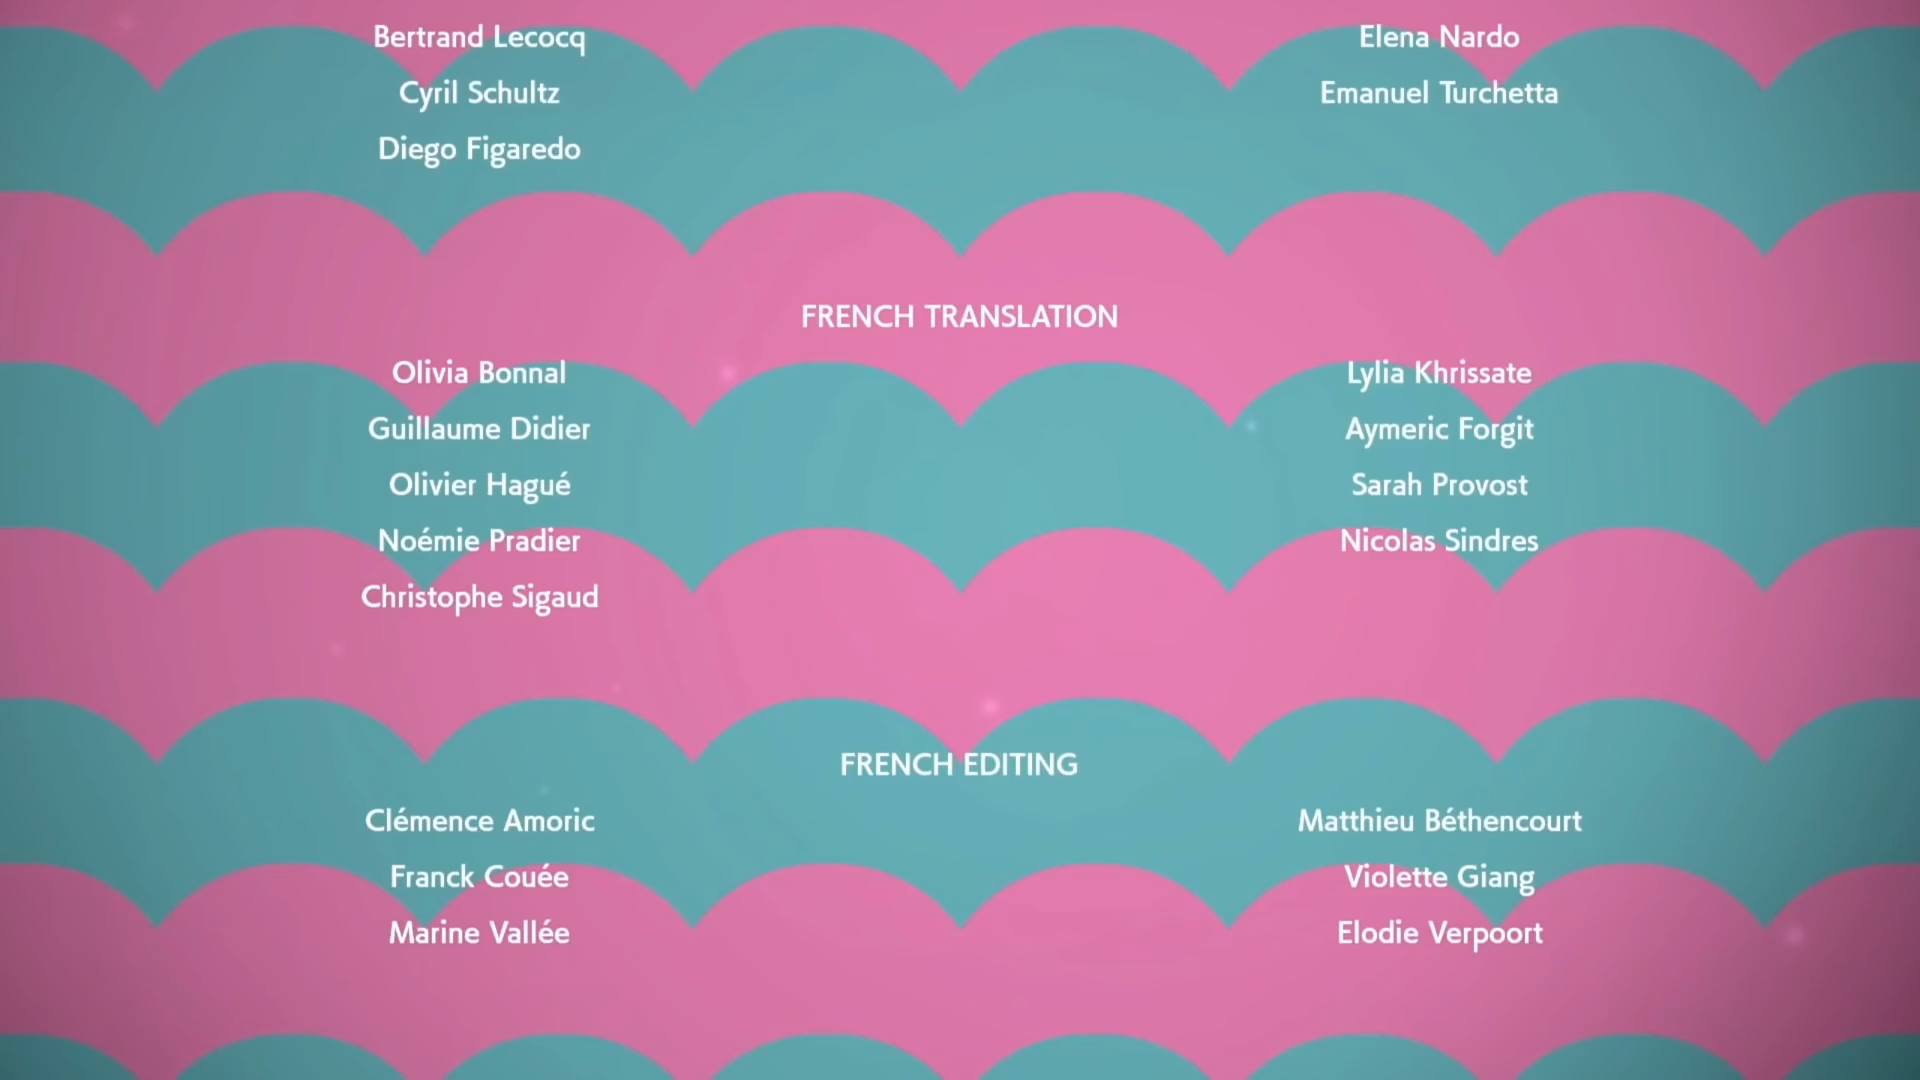 Bertrand Lecocq
Elena Nardo
Cyril Schultz
Emanuel Turchetta
Diego Figaredo
FRENCH TRANSLATION
Olivia Bonnal
Lylia Khrissate
Guillaume Didier
Aymeric Forgit
Olivier Hagué
Sarah Provost
Noémie Pradier
Nicolas Sindres
Christophe Sigaud
FRENCH EDITING
Clémence Amoric
Matthieu Béthencourt
Franck Couée
Violette Giang
Marine Vallée
Elodie Verpoort